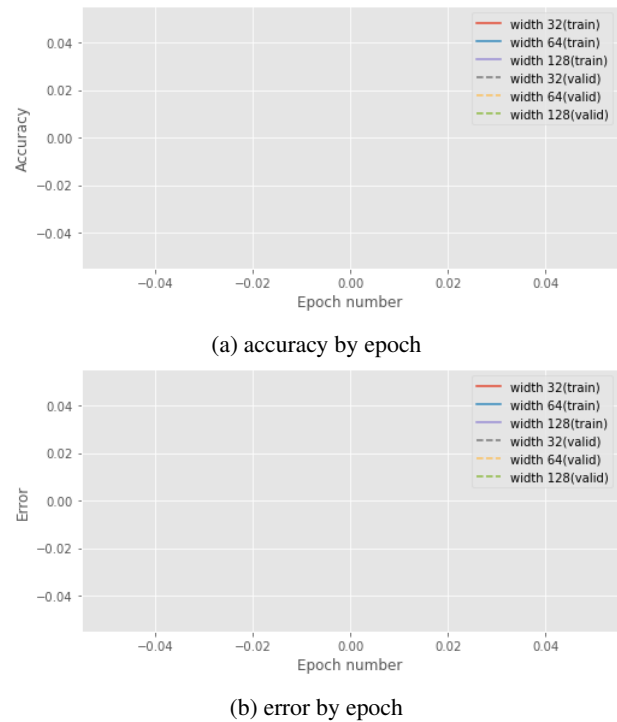 0.04
0.02
0.00
−0.02
−0.04
Accuracy
width 32(train)
width 64(train)
width 128(train)
width 32(valid)
width 64(valid)
width 128(valid)
−0.04 −0.02 0.00 0.02 0.04
Epoch number
(a) accuracy by epoch
0.04
0.02
0.00
−0.02
−0.04
Error
width 32(train)
width 64(train)
width 128(train)
width 32(valid)
width 64(valid)
width 128(valid)
−0.04 −0.02 0.00 0.02 0.04
Epoch number
(b) error by epoch